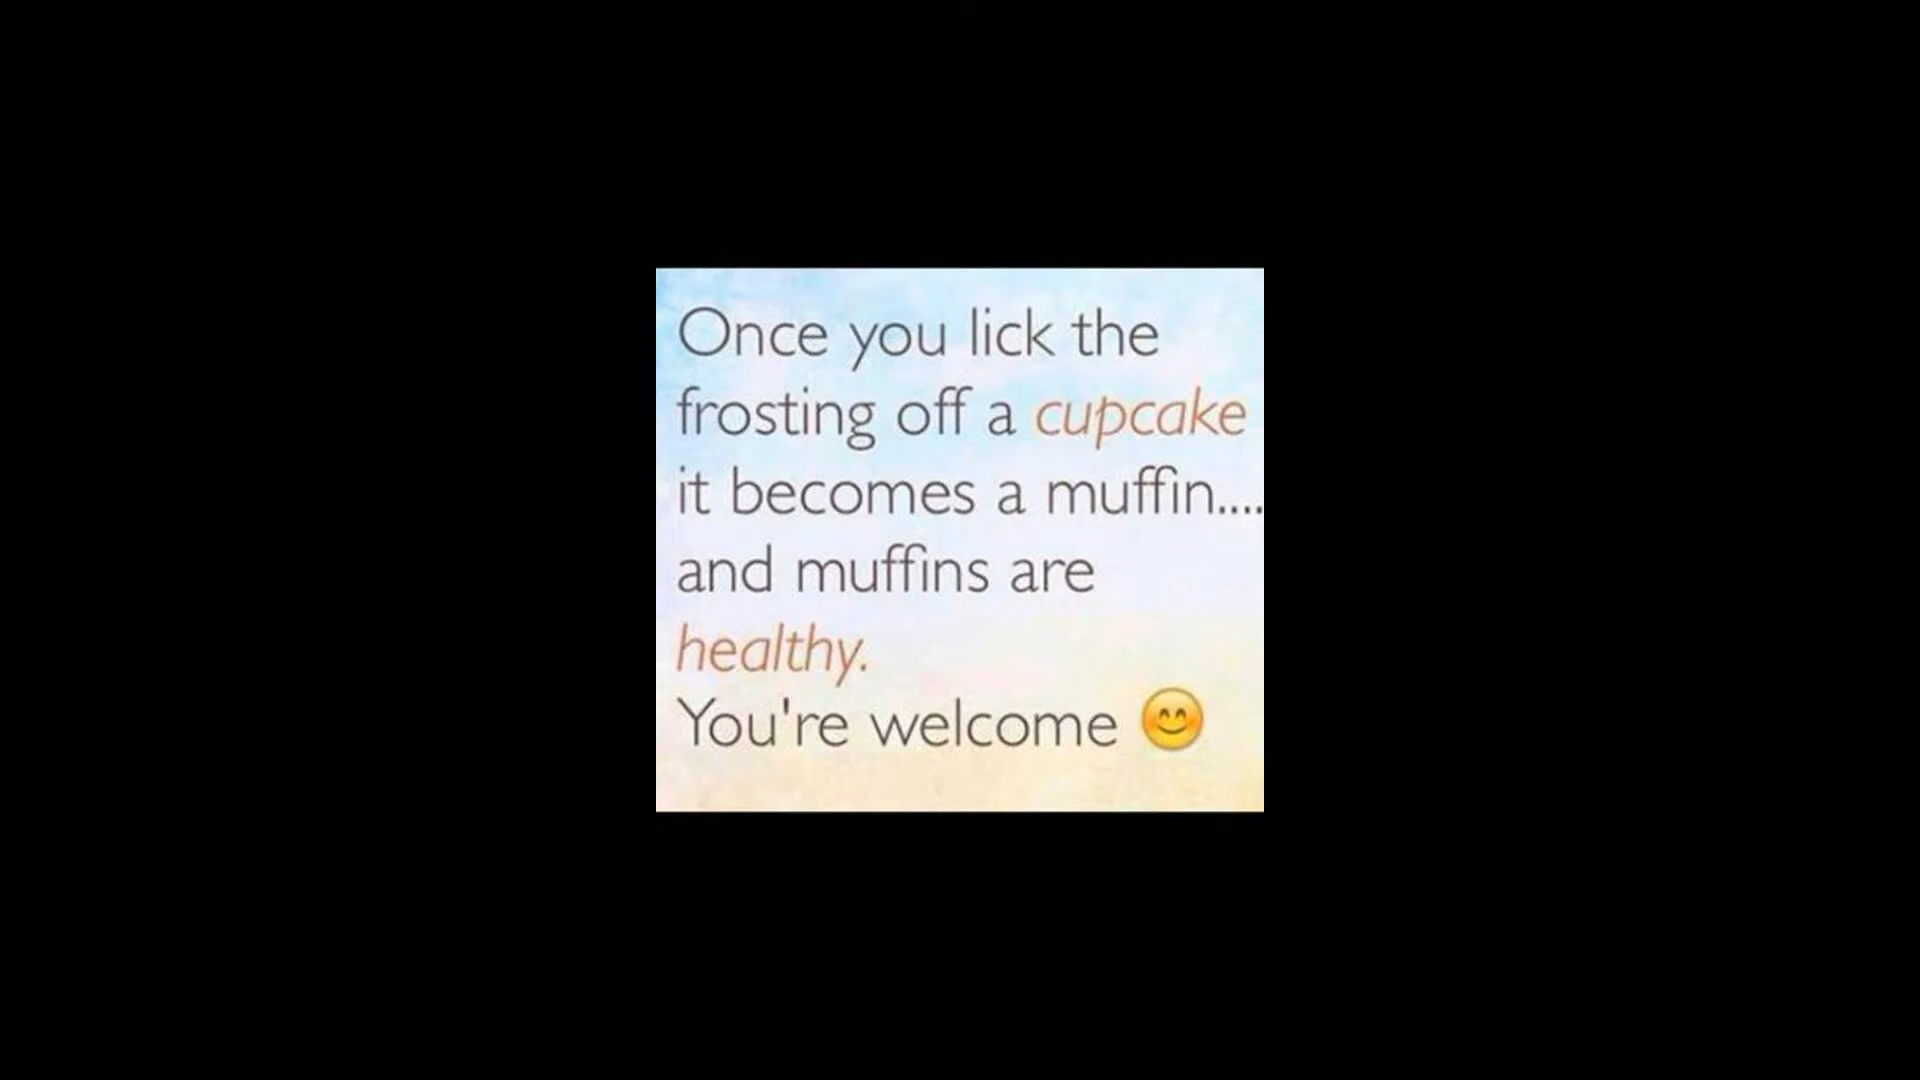 Once you lick the
frosting off a cupcake
it becomes a muffin....
and muffins are
healthy.
You're welcome 😊